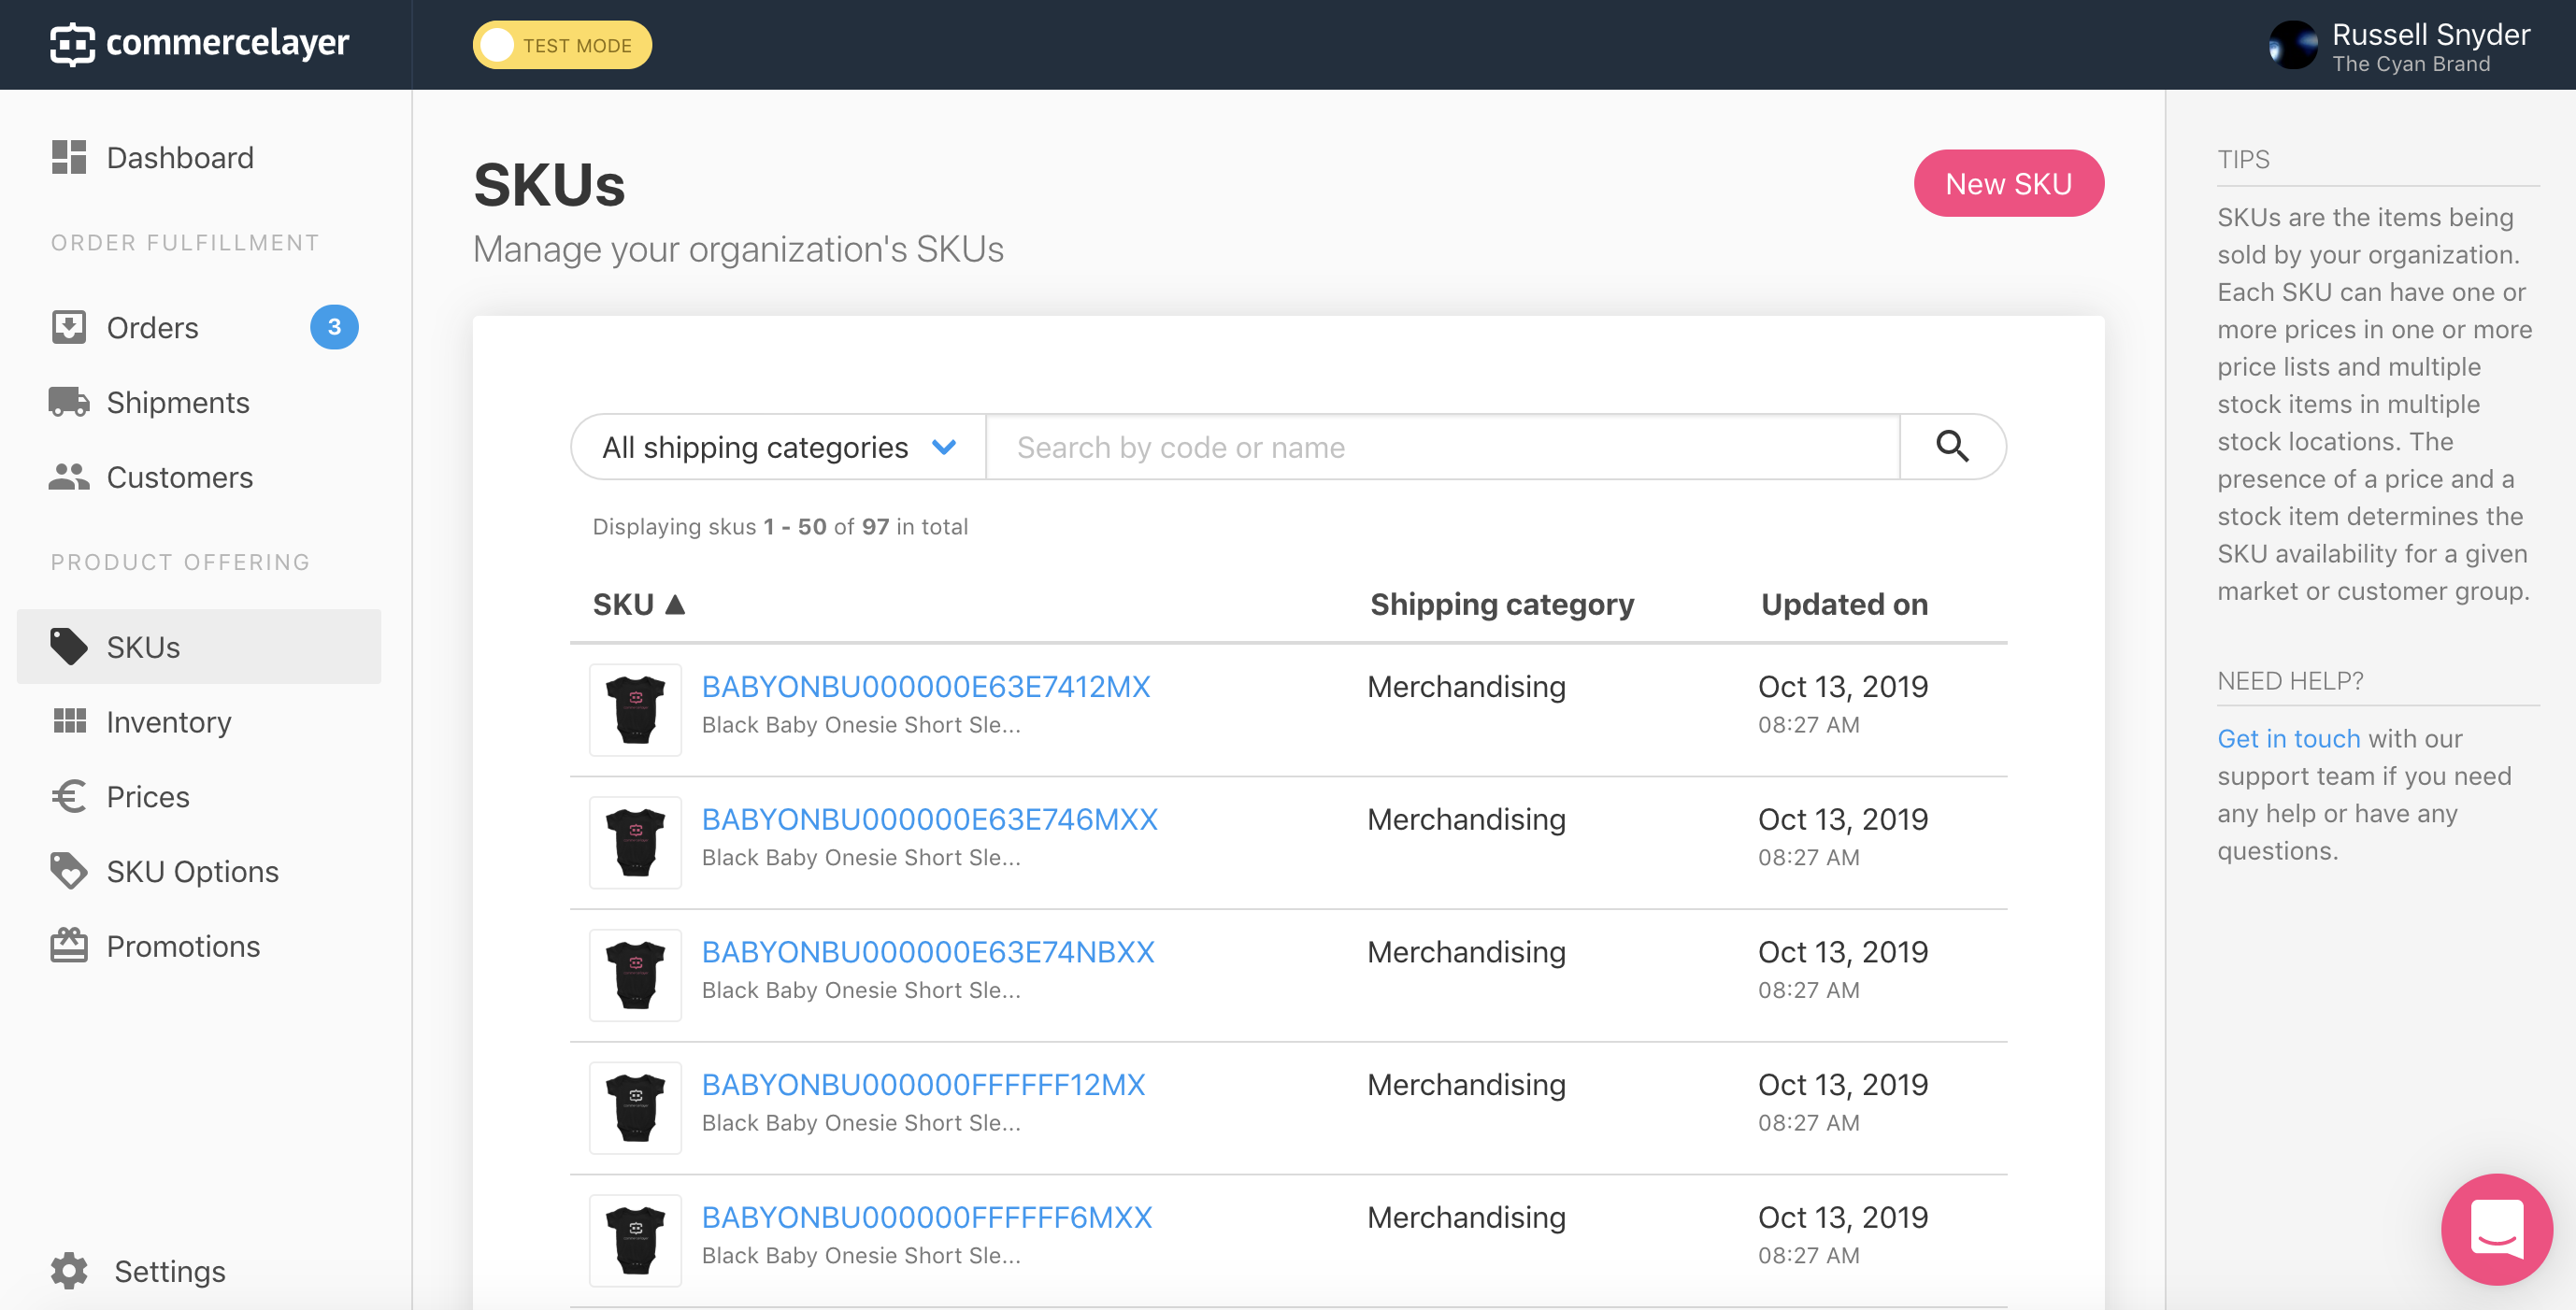 commercelayer
TEST MODE
Russell Snyder
The Cyan Brand
Dashboard
ORDER FULFILLMENT
Orders
3
Shipments
Customers
PRODUCT OFFERING
SKUs
Inventory
Prices
SKU Options
Promotions
Settings
SKUs
Manage your organization's SKUs
New SKU
All shipping categories
Search by code or name
Displaying skus 1 - 50 of 97 in total
SKU ▲ Shipping category Updated on
BABYONBU000000E63E7412MX Merchandising Oct 13, 2019
Black Baby Onesie Short Sle... 08:27 AM
BABYONBU000000E63E746MXX Merchandising Oct 13, 2019
Black Baby Onesie Short Sle... 08:27 AM
BABYONBU000000E63E74NBXX Merchandising Oct 13, 2019
Black Baby Onesie Short Sle... 08:27 AM
BABYONBU000000FFFFFF12MX Merchandising Oct 13, 2019
Black Baby Onesie Short Sle... 08:27 AM
BABYONBU000000FFFFFF6MXX Merchandising Oct 13, 2019
Black Baby Onesie Short Sle... 08:27 AM
TIPS
SKUs are the items being
sold by your organization.
Each SKU can have one or
more prices in one or more
price lists and multiple
stock items in multiple
stock locations. The
presence of a price and a
stock item determines the
SKU availability for a given
market or customer group.
NEED HELP?
Get in touch with our
support team if you need
any help or have any
questions.